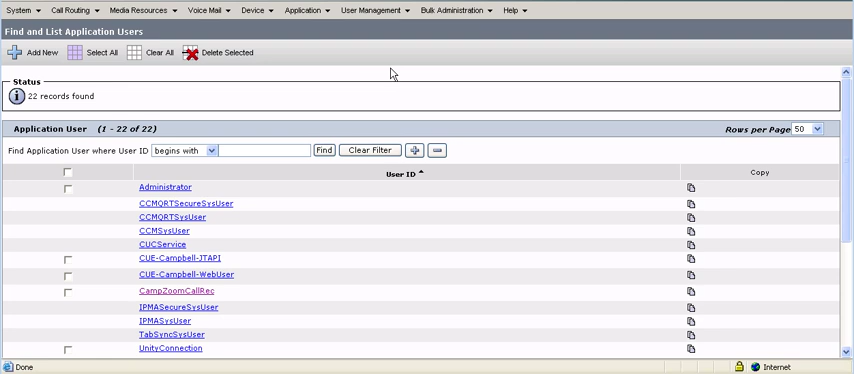 System Call Routing Media Resources Voice Mail Device Application User Management Bulk Administration Help
Find and List Application Users
Add New Select All Clear All Delete Selected
Status
22 records found
Application User (1 - 22 of 22) Rows per Page 50
Find Application User where User ID begins with Find Clear Filter
User ID Copy
Administrator
CCMQRTSecureSysUser
CCMQRTSysUser
CCMSysUser
CUCService
CUE-Campbell-JTAPI
CUE-Campbell-WebUser
CampZoomCallRec
IPMASecureSysUser
IPMASysUser
TabSyncSysUser
UnityConnection
Done Internet